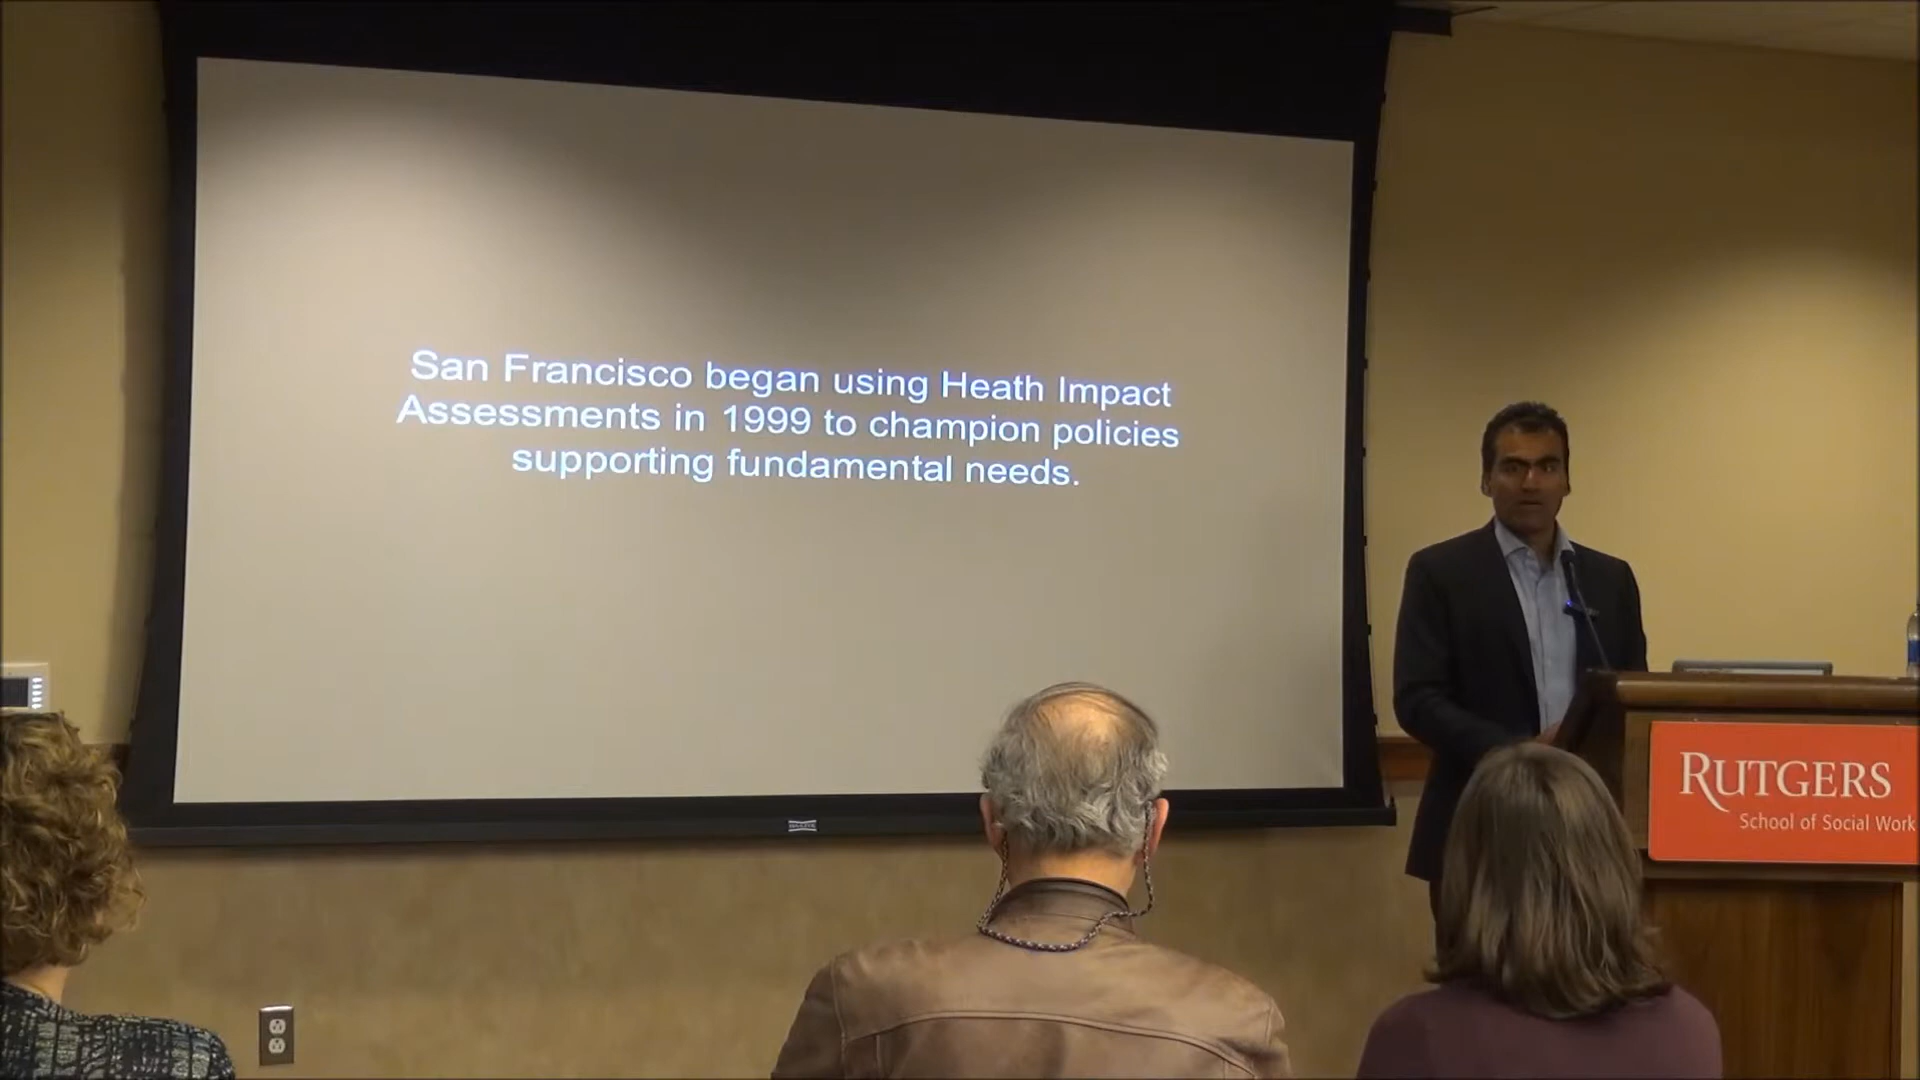 San Francisco began using Heath Impact
Assessments in 1999 to champion policies
supporting fundamental needs.
RUTGERS
School of Social Work